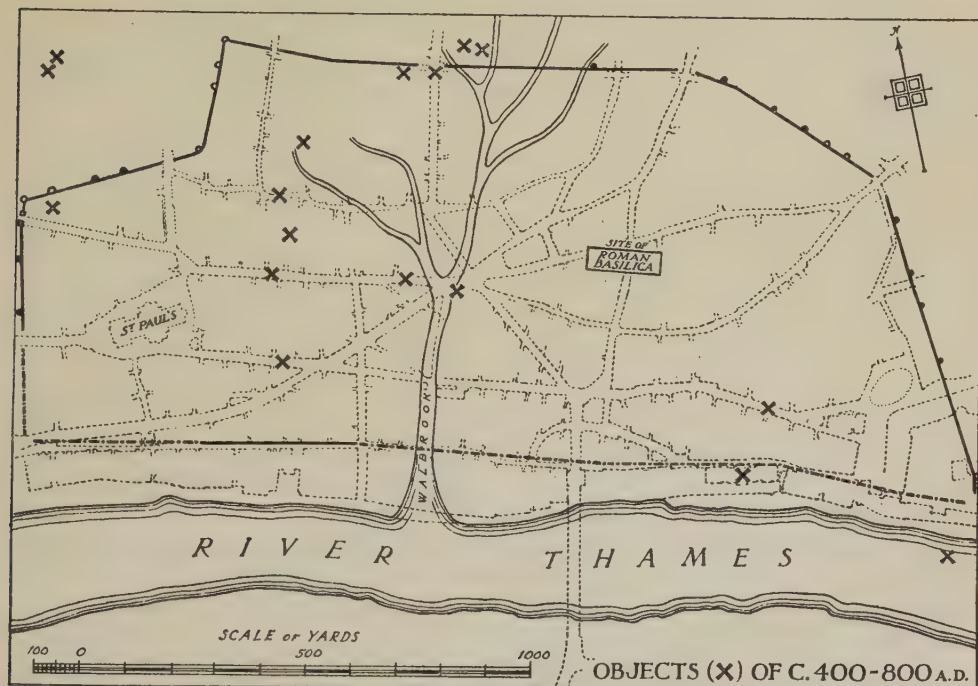 N
SITE OF
ROMAN
BASILICA
ST PAUL'S
WALBROOK
RIVER THAMES
SCALE OF YARDS
100 0 500 1000
OBJECTS (X) OF C. 400-800 A.D.